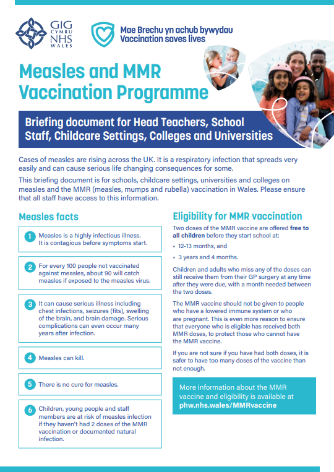 GIG
CYMRU
NHS
WALES
Mae Brechu yn achub bywydau
Vaccination saves lives
Measles and MMR
Vaccination Programme
Briefing document for Head Teachers, School
Staff, Childcare Settings, Colleges and Universities
Cases of measles are rising across the UK. It is a respiratory infection that spreads very
easily and can cause serious life changing consequences for some.
This briefing document is for schools, childcare settings, universities and colleges on
measles and the MMR (measles, mumps and rubella) vaccination in Wales. Please ensure
that all staff have access to this information.
Measles facts
1 Measles is a highly infectious illness.
It is contagious before symptoms start.
2 For every 100 people not vaccinated
against measles, about 90 will catch
measles if exposed to the measles virus.
3 It can cause serious illness including
chest infections, seizures (fits), swelling
of the brain, and brain damage. Serious
complications can even occur many
years after infection.
4 Measles can kill.
5 There is no cure for measles.
6 Children, young people and staff
members are at risk of measles infection
if they haven't had 2 doses of the MMR
vaccination or documented natural
infection.
Eligibility for MMR vaccination
Two doses of the MMR vaccine are offered free to
all children before they start school at:
• 12-13 months, and
• 3 years and 4 months.
Children and adults who miss any of the doses can
still receive them from their GP surgery at any time
after they were due, with a month needed between
the two doses.
The MMR vaccine should not be given to people
who have a lowered immune system or who
are pregnant. This is even more reason to ensure
that everyone who is eligible has received both
MMR doses, to protect those who cannot have
the MMR vaccine.
If you are not sure if you have had both doses, it is
safer to have too many doses of the vaccine than
not enough.
More information about the MMR
vaccine and eligibility is available at
phw.nhs.wales/MMRvaccine